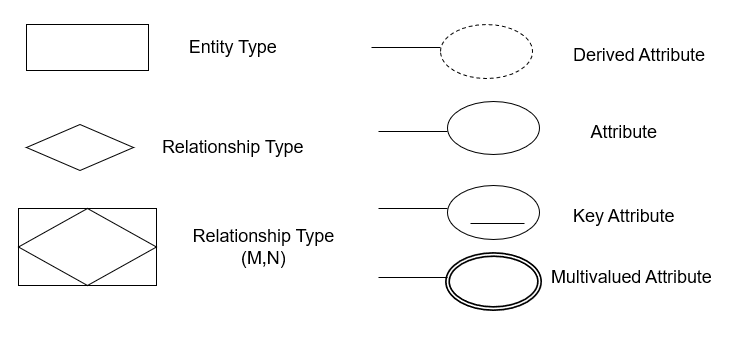 Entity Type
Derived Attribute
Attribute
Relationship Type
Key Attribute
Relationship Type
(M,N)
Multivalued Attribute